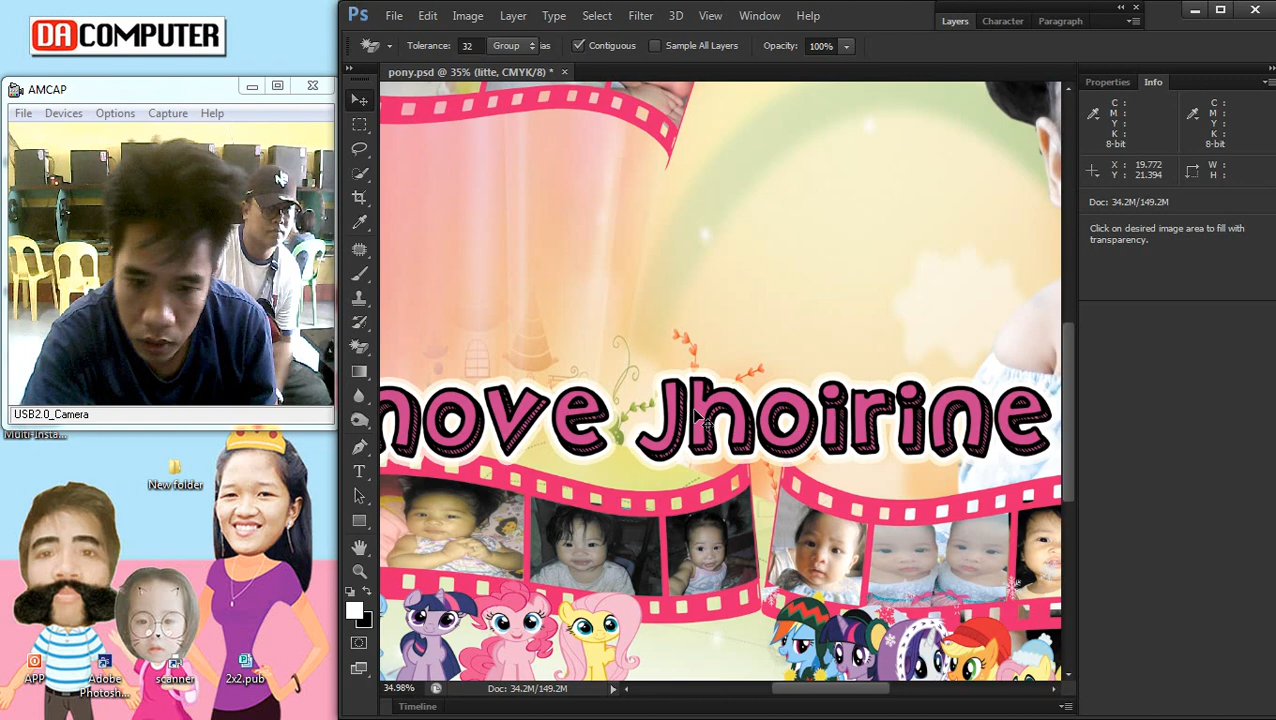 DA COMPUTER
AMCAP
File Devices Options Capture Help
USB2.0_Camera
Multi-Insta...
New folder
APP
Adobe
Photosh...
scanner
2x2.pub
Ps File Edit Image Layer Type Select Filter 3D View Window Help
Layers Character Paragraph
Tolerance: 32 Group ias Contiguous Sample All Layers Opacity: 100%
pony.psd @ 35% (litte, CMYK/8) *
Properties Info
C : C :
M : M :
Y : Y :
K : K :
8-bit 8-bit
X : 19.772 W :
Y : 21.394 H :
Doc: 34.2M/149.2M
Click on desired image area to fill with
transparency.
nove Jhoirine
34.98% Doc: 34.2M/149.2M
Timeline